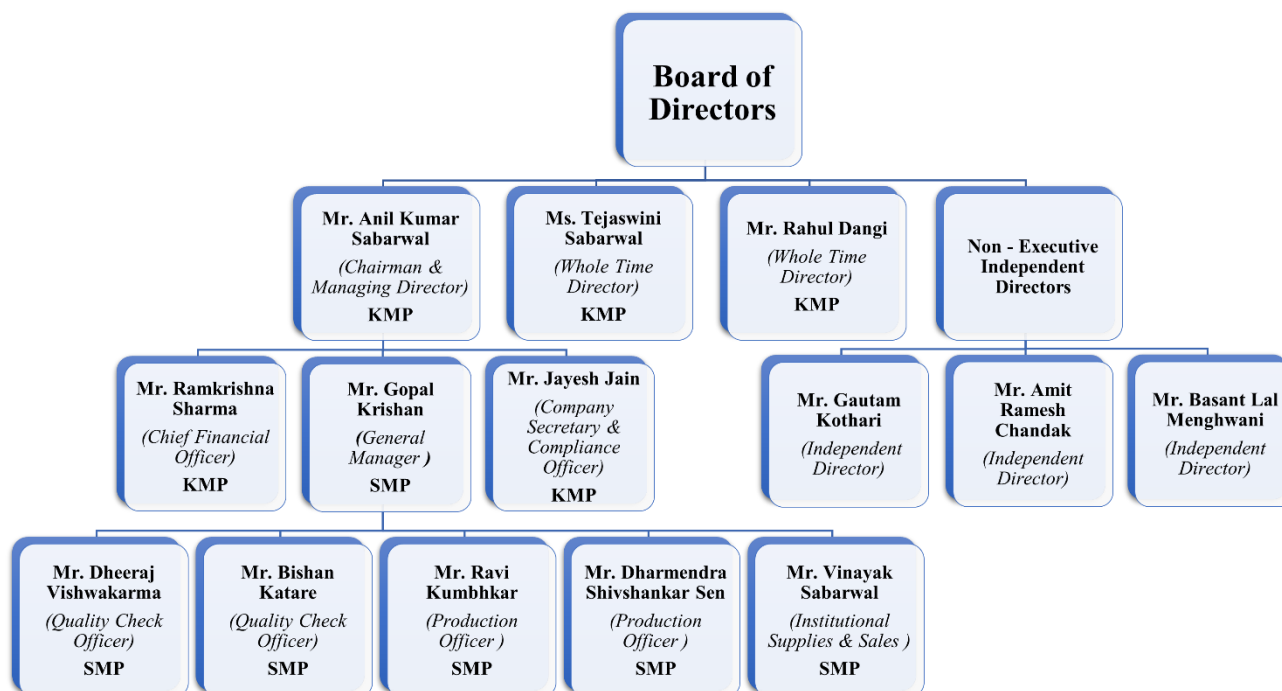 Board of
Directors
Mr. Anil Kumar
Sabarwal
(Chairman &
Managing Director)
KMP
Ms. Tejaswini
Sabarwal
(Whole Time
Director)
KMP
Mr. Rahul Dangi
(Whole Time
Director)
KMP
Non - Executive
Independent
Directors
Mr. Ramkrishna
Sharma
(Chief Financial
Officer)
KMP
Mr. Gopal
Krishan
(General
Manager )
SMP
Mr. Jayesh Jain
(Company
Secretary &
Compliance
Officer)
KMP
Mr. Gautam
Kothari
(Independent
Director)
Mr. Amit
Ramesh
Chandak
(Independent
Director)
Mr. Basant Lal
Menghwani
(Independent
Director)
Mr. Dheeraj
Vishwakarma
(Quality Check
Officer)
SMP
Mr. Bishan
Katare
(Quality Check
Officer)
SMP
Mr. Ravi
Kumbhkar
(Production
Officer )
SMP
Mr. Dharmendra
Shivshankar Sen
(Production
Officer )
SMP
Mr. Vinayak
Sabarwal
(Institutional
Supplies & Sales )
SMP